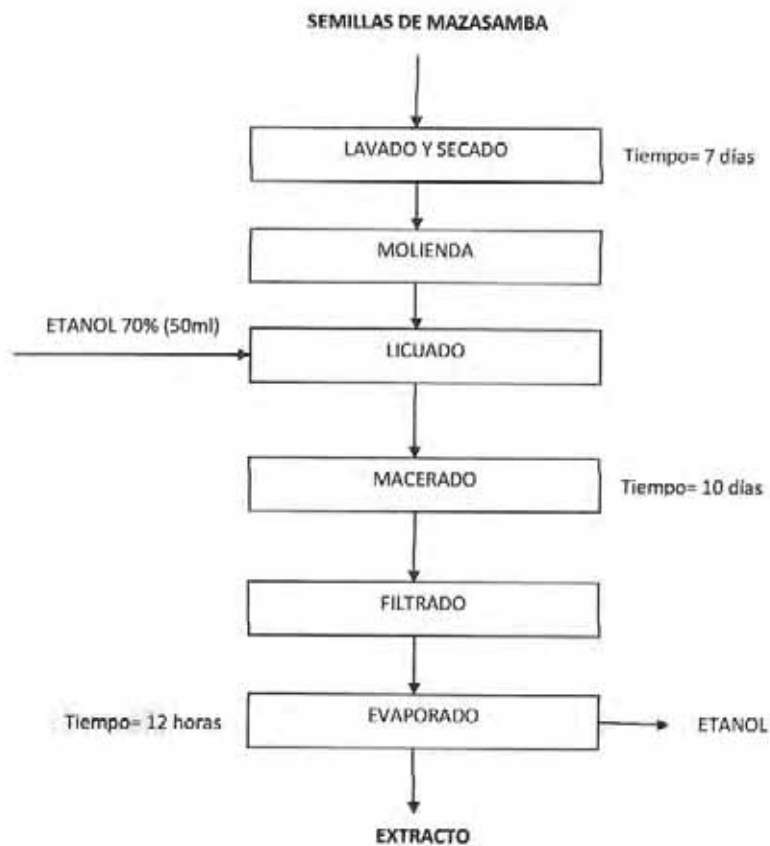 SEMILLAS DE MAZASAMBA
LAVADO Y SECADO
Tiempo= 7 días
MOLIENDA
ETANOL 70% (50ml)
LICUADO
MACERADO
Tiempo= 10 días
FILTRADO
Tiempo= 12 horas
EVAPORADO
ETANOL
EXTRACTO